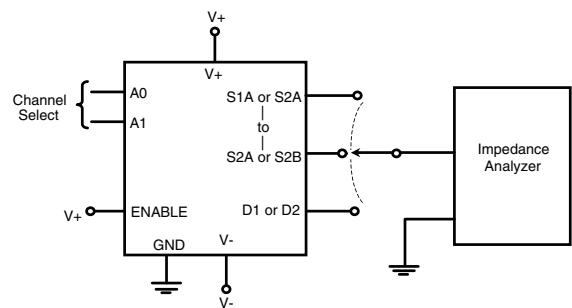 V+
V+
Channel
Select
A0
A1
S1A or S2A
to
S2A or S2B
Impedance
Analyzer
V+
ENABLE
D1 or D2
GND
V-
V-